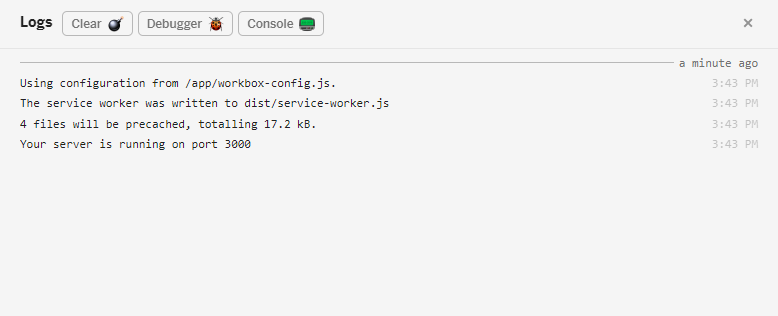 Logs Clear Debugger Console ×
a minute ago
Using configuration from /app/workbox-config.js. 3:43 PM
The service worker was written to dist/service-worker.js 3:43 PM
4 files will be precached, totalling 17.2 kB. 3:43 PM
Your server is running on port 3000 3:43 PM